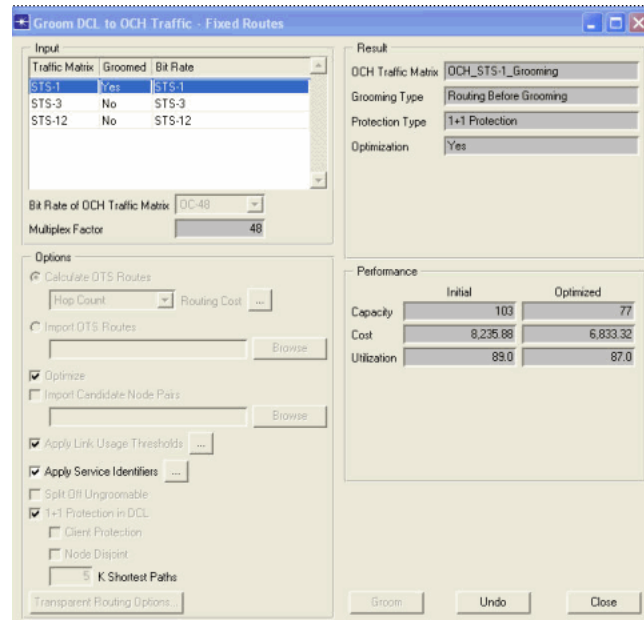 Groom DCL to OCH Traffic - Fixed Routes
Input
Traffic Matrix Groomed Bit Rate
STS-1 Yes STS-1
STS-3 No STS-3
STS-12 No STS-12
Bit Rate of OCH Traffic Matrix OC-48
Multiplex Factor 48
Options
Calculate OTS Routes
Hop Count Routing Cost ...
Import OTS Routes
Browse
Optimize
Import Candidate Node Pairs
Browse
Apply Link Usage Thresholds ...
Apply Service Identifiers ...
Split Off Ungroomable
1+1 Protection in DCL
Client Protection
Node Disjoint
5 K Shortest Paths
Transparent Routing Options...
Result
OCH Traffic Matrix OCH_STS-1_Grooming
Grooming Type Routing Before Grooming
Protection Type 1+1 Protection
Optimization Yes
Performance
Initial Optimized
Capacity 103 77
Cost 8,235.88 6,833.32
Utilization 89.0 87.0
Groom Undo Close